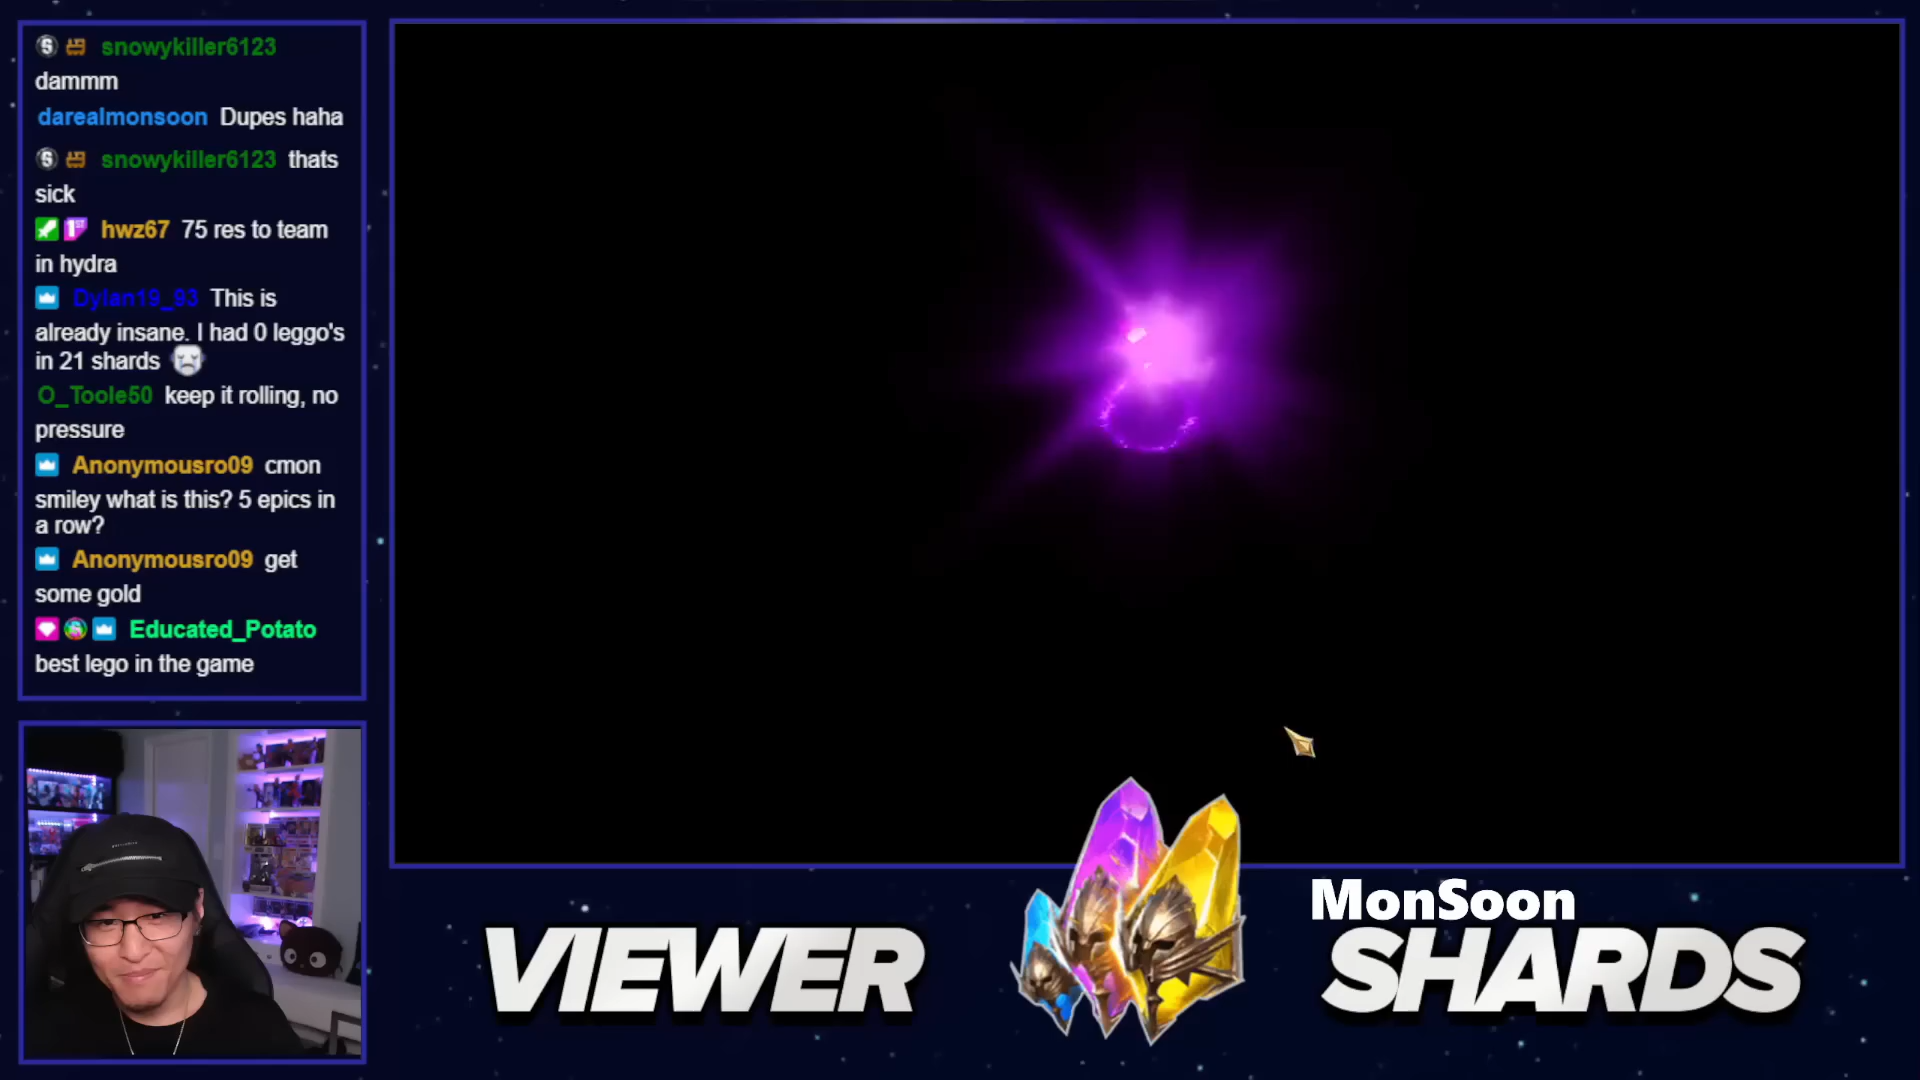 snowykiller6123
dammm
darealmonsoon Dupes haha
snowykiller6123 thats
sick
hwz67 75 res to team
in hydra
Dylan19_93 This is
already insane. I had 0 leggo's
in 21 shards
O_Toole50 keep it rolling, no
pressure
Anonymousro09 cmon
smiley what is this? 5 epics in
a row?
Anonymousro09 get
some gold
Educated_Potato
best lego in the game
VIEWER
MonSoon
SHARDS